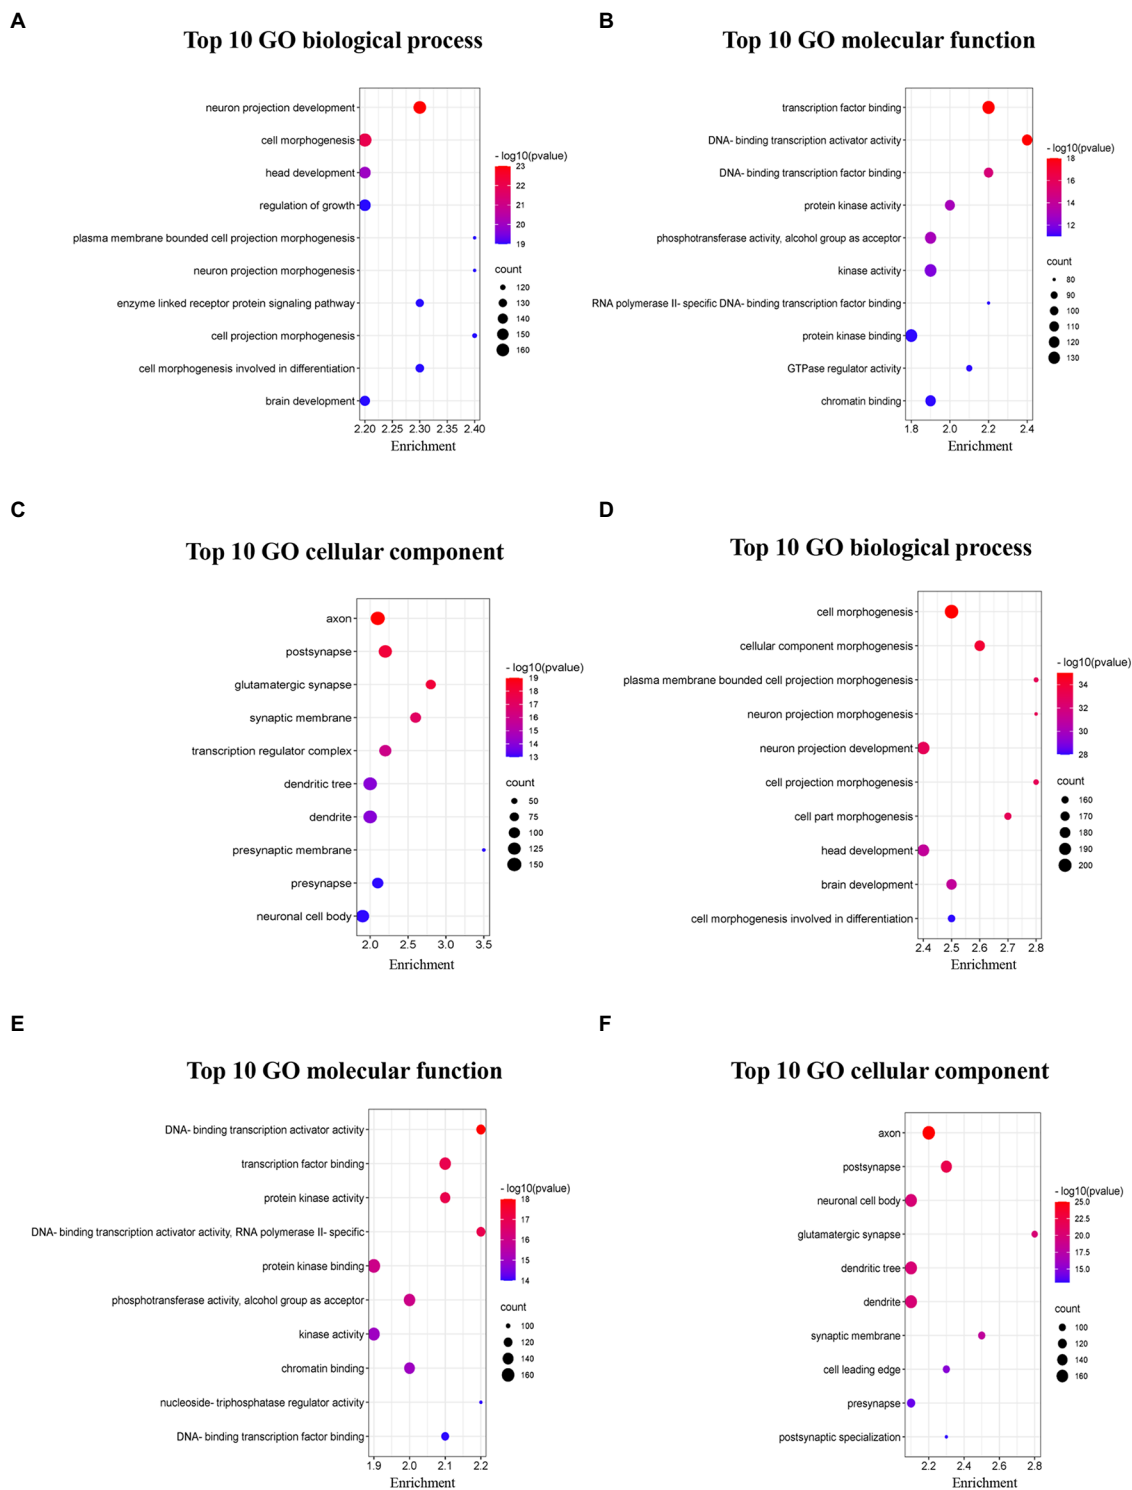 A
Top 10 GO biological process
neuron projection development
cell morphogenesis
head development
regulation of growth
plasma membrane bounded cell projection morphogenesis
neuron projection morphogenesis
enzyme linked receptor protein signaling pathway
cell projection morphogenesis
cell morphogenesis involved in differentiation
brain development
2.20 2.25 2.30 2.35 2.40
Enrichment
- log10(pvalue)
23
22
21
20
19
count
120
130
140
150
160
B
Top 10 GO molecular function
transcription factor binding
DNA- binding transcription activator activity
DNA- binding transcription factor binding
protein kinase activity
phosphotransferase activity, alcohol group as acceptor
kinase activity
RNA polymerase II- specific DNA- binding transcription factor binding
protein kinase binding
GTPase regulator activity
chromatin binding
1.8 2.0 2.2 2.4
Enrichment
- log10(pvalue)
18
16
14
12
count
80
90
100
110
120
130
C
Top 10 GO cellular component
axon
postsynapse
glutamatergic synapse
synaptic membrane
transcription regulator complex
dendritic tree
dendrite
presynaptic membrane
presynapse
neuronal cell body
2.0 2.5 3.0 3.5
Enrichment
- log10(pvalue)
19
18
17
16
15
14
13
count
50
75
100
125
150
D
Top 10 GO biological process
cell morphogenesis
cellular component morphogenesis
plasma membrane bounded cell projection morphogenesis
neuron projection morphogenesis
neuron projection development
cell projection morphogenesis
cell part morphogenesis
head development
brain development
cell morphogenesis involved in differentiation
2.4 2.5 2.6 2.7 2.8
Enrichment
- log10(pvalue)
34
32
30
28
count
160
170
180
190
200
E
Top 10 GO molecular function
DNA- binding transcription activator activity
transcription factor binding
protein kinase activity
DNA- binding transcription activator activity, RNA polymerase II- specific
protein kinase binding
phosphotransferase activity, alcohol group as acceptor
kinase activity
chromatin binding
nucleoside- triphosphatase regulator activity
DNA- binding transcription factor binding
1.9 2.0 2.1 2.2
Enrichment
- log10(pvalue)
18
17
16
15
14
count
100
120
140
160
F
Top 10 GO cellular component
axon
postsynapse
neuronal cell body
glutamatergic synapse
dendritic tree
dendrite
synaptic membrane
cell leading edge
presynapse
postsynaptic specialization
2.2 2.4 2.6 2.8
Enrichment
- log10(pvalue)
25.0
22.5
20.0
17.5
15.0
count
100
120
140
160